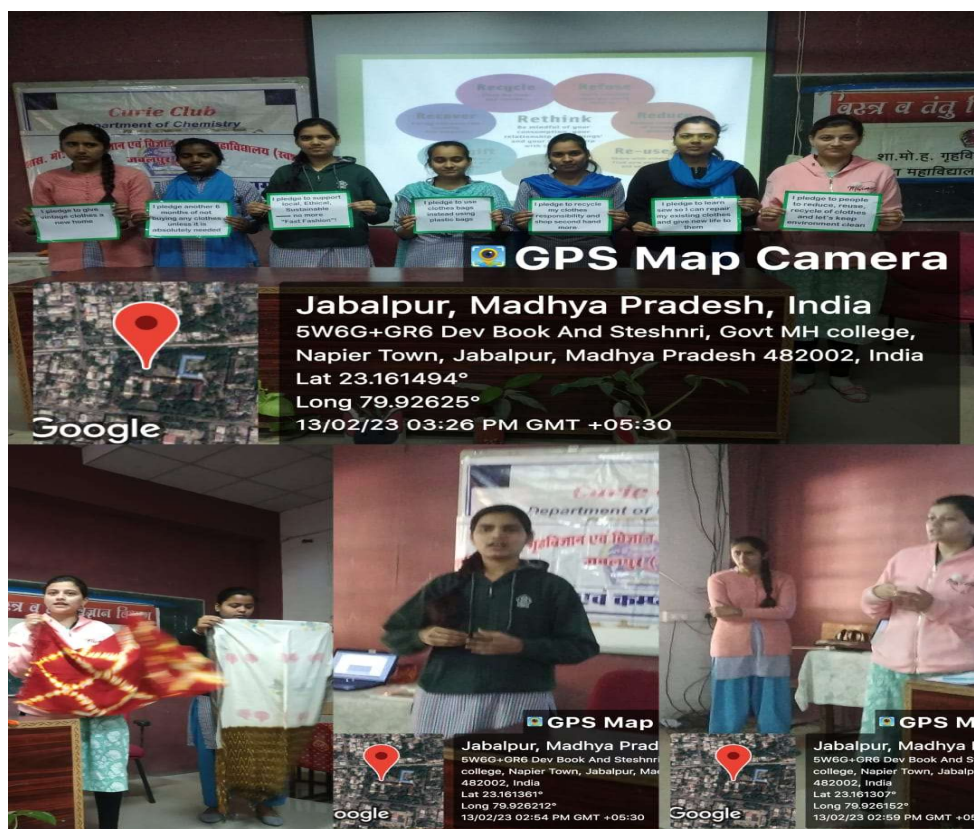 Curie Club
Department of Chemistry
Recycle
Refuse
Rethink
Re-use
वस्त्र व तंतु
शा.मो.ह. गृहवि
महाविद्याल
I pledge to give
vintage clothes a
new home
I pledge another 6
months of not
buying any clothes
unless it is
absolutely needed
I pledge to support
local, Ethical,
Sustainable
no more
"Fast Fashion"!
I pledge to use
clothes bags
instead using
plastic bags
I pledge to recycle
my clothes
responsiblity and
shop second hand
more
I pledge to learn
sew so I can repair
my existing clothes
and give new life to
them
I pledge to people
to reduce, reuse,
recycle of clothes
and let's keep
environment clean!
GPS Map Camera
Jabalpur, Madhya Pradesh, India
5W6G+GR6 Dev Book And Steshnri, Govt MH college,
Napier Town, Jabalpur, Madhya Pradesh 482002, India
Lat 23.161494°
Long 79.92625°
13/02/23 03:26 PM GMT +05:30
Google
Department of
गृहविज्ञान एवं विज्ञान
GPS Map
Jabalpur, Madhya Prad
5W6G+GR6 Dev Book And Steshnri
college, Napier Town, Jabalpur, Ma
482002, India
Lat 23.161361°
Long 79.926212°
13/02/23 02:54 PM GMT +05:30
oogle
GPS M
Jabalpur, Madhya
5W6G+GR6 Dev Book And S
college, Napier Town, Jabalp
482002, India
Lat 23.161307°
Long 79.926152°
13/02/23 02:59 PM GMT +0
Google